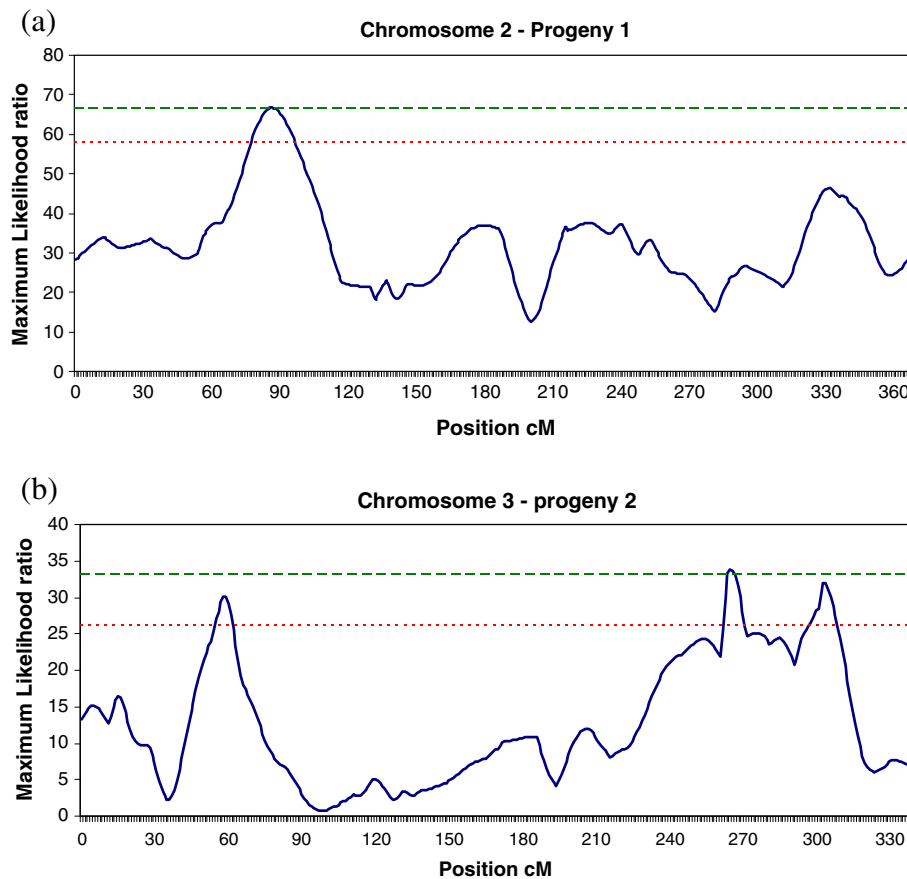 (a)
Chromosome 2 - Progeny 1
Maximum Likelihood ratio
80
70
60
50
40
30
20
10
0
0 30 60 90 120 150 180 210 240 270 300 330 360
Position cM
(b)
Chromosome 3 - progeny 2
Maximum Likelihood ratio
40
35
30
25
20
15
10
5
0
0 30 60 90 120 150 180 210 240 270 300 330
Position cM